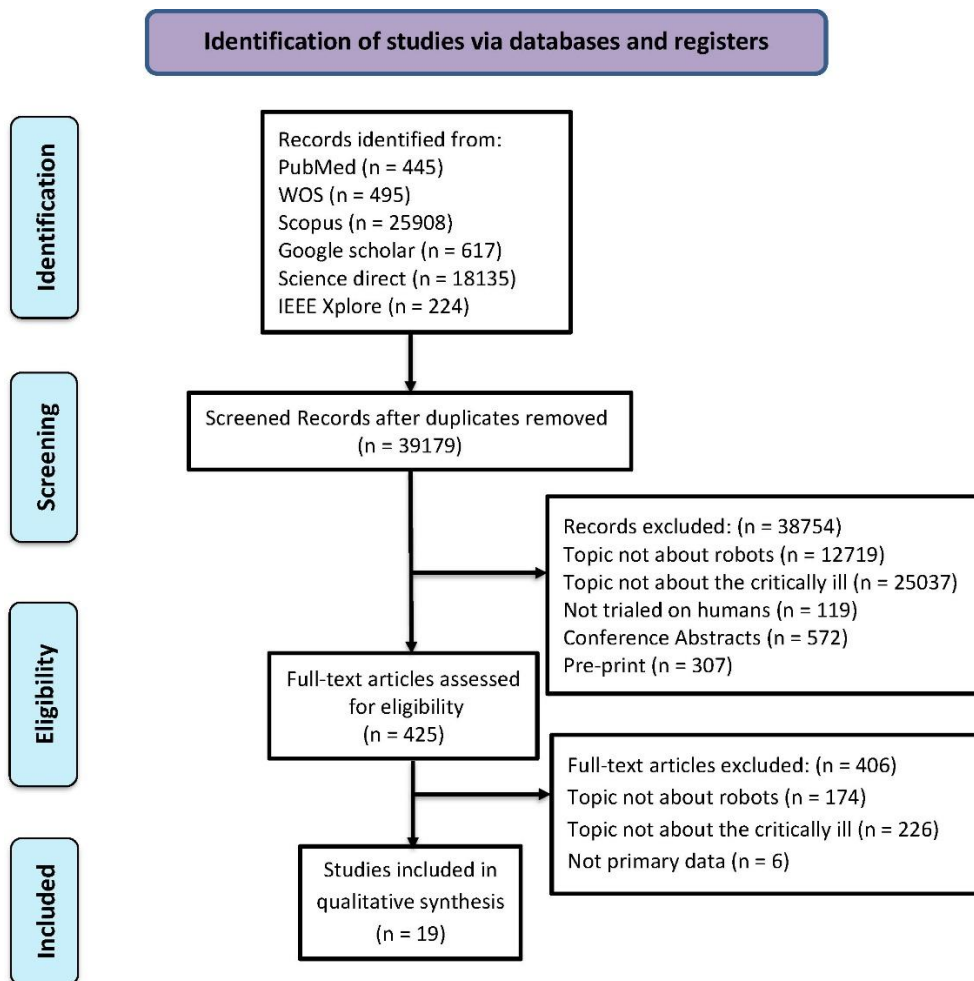 Identification of studies via databases and registers
Identification
Records identified from:
PubMed (n = 445)
WOS (n = 495)
Scopus (n = 25908)
Google scholar (n = 617)
Science direct (n = 18135)
IEEE Xplore (n = 224)
Screening
Screened Records after duplicates removed
(n = 39179)
Records excluded: (n = 38754)
Topic not about robots (n = 12719)
Topic not about the critically ill (n = 25037)
Not trialed on humans (n = 119)
Conference Abstracts (n = 572)
Pre-print (n = 307)
Eligibility
Full-text articles assessed
for eligibility
(n = 425)
Full-text articles excluded: (n = 406)
Topic not about robots (n = 174)
Topic not about the critically ill (n = 226)
Not primary data (n = 6)
Included
Studies included in
qualitative synthesis
(n = 19)